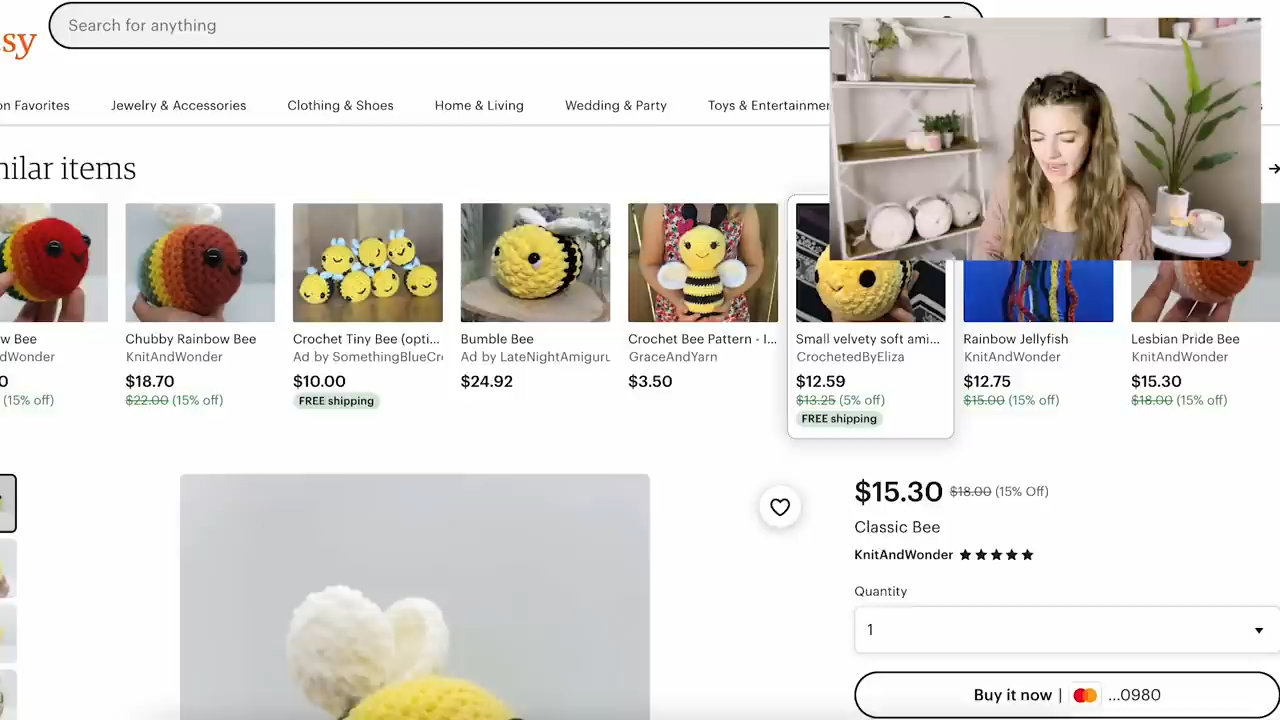 sy
Search for anything
on Favorites
Jewelry & Accessories
Clothing & Shoes
Home & Living
Wedding & Party
Toys & Entertainmen
milar items
w Bee
dWonder
0
(15% off)
Chubby Rainbow Bee
KnitAndWonder
$18.70
$22.00 (15% off)
Crochet Tiny Bee (opti...
Ad by SomethingBlueCr
$10.00
FREE shipping
Bumble Bee
Ad by LateNightAmiguru
$24.92
Crochet Bee Pattern - I...
GraceAndYarn
$3.50
Small velvety soft ami...
CrochetedByEliza
$12.59
$13.25 (5% off)
FREE shipping
Rainbow Jellyfish
KnitAndWonder
$12.75
$15.00 (15% off)
Lesbian Pride Bee
KnitAndWonder
$15.30
$18.00 (15% off)
$15.30 $18.00 (15% Off)
Classic Bee
KnitAndWonder
Quantity
1
Buy it now | ...0980